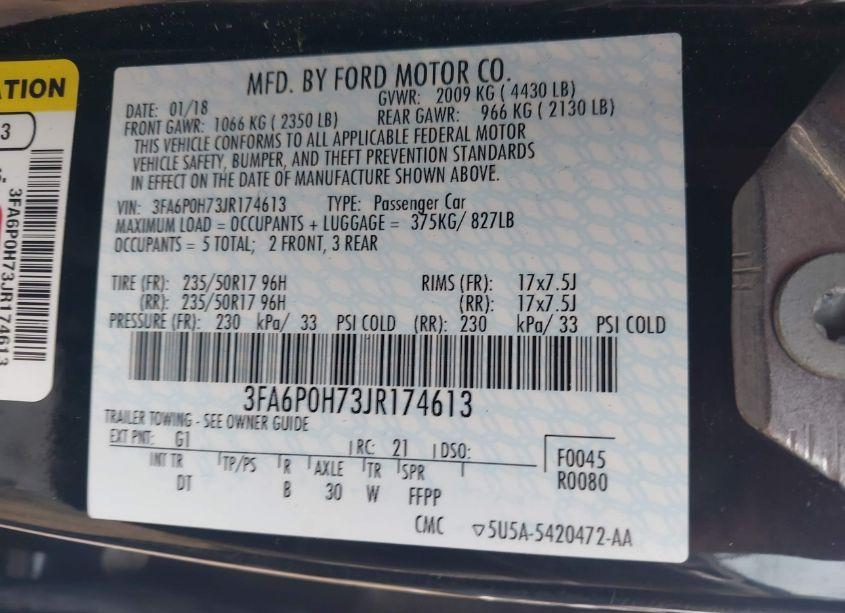 MFD. BY FORD MOTOR CO.
DATE: 01/18
GVWR: 2009 KG ( 4430 LB)
FRONT GAWR: 1066 KG ( 2350 LB)
REAR GAWR: 966 KG ( 2130 LB)
THIS VEHICLE CONFORMS TO ALL APPLICABLE FEDERAL MOTOR
VEHICLE SAFETY, BUMPER, AND THEFT PREVENTION STANDARDS
IN EFFECT ON THE DATE OF MANUFACTURE SHOWN ABOVE.
VIN: 3FA6P0H73JR174613 TYPE: Passenger Car
MAXIMUM LOAD = OCCUPANTS + LUGGAGE = 375KG/ 827LB
OCCUPANTS = 5 TOTAL; 2 FRONT, 3 REAR
TIRE (FR): 235/50R17 96H RIMS (FR): 17x7.5J
(RR): 235/50R17 96H (RR): 17x7.5J
PRESSURE (FR): 230 kPa/ 33 PSI COLD (RR): 230 kPa/ 33 PSI COLD
3FA6P0H73JR174613
TRAILER TOWING - SEE OWNER GUIDE
EXT PNT: G1 RC: 21 DSO:
INT TR TP/PS R AXLE TR SPR
DT B 30 W FFPP
F0045
R0080
CMC ▽5U5A-5420472-AA
ATION
3
3FA6P0H73JR174613